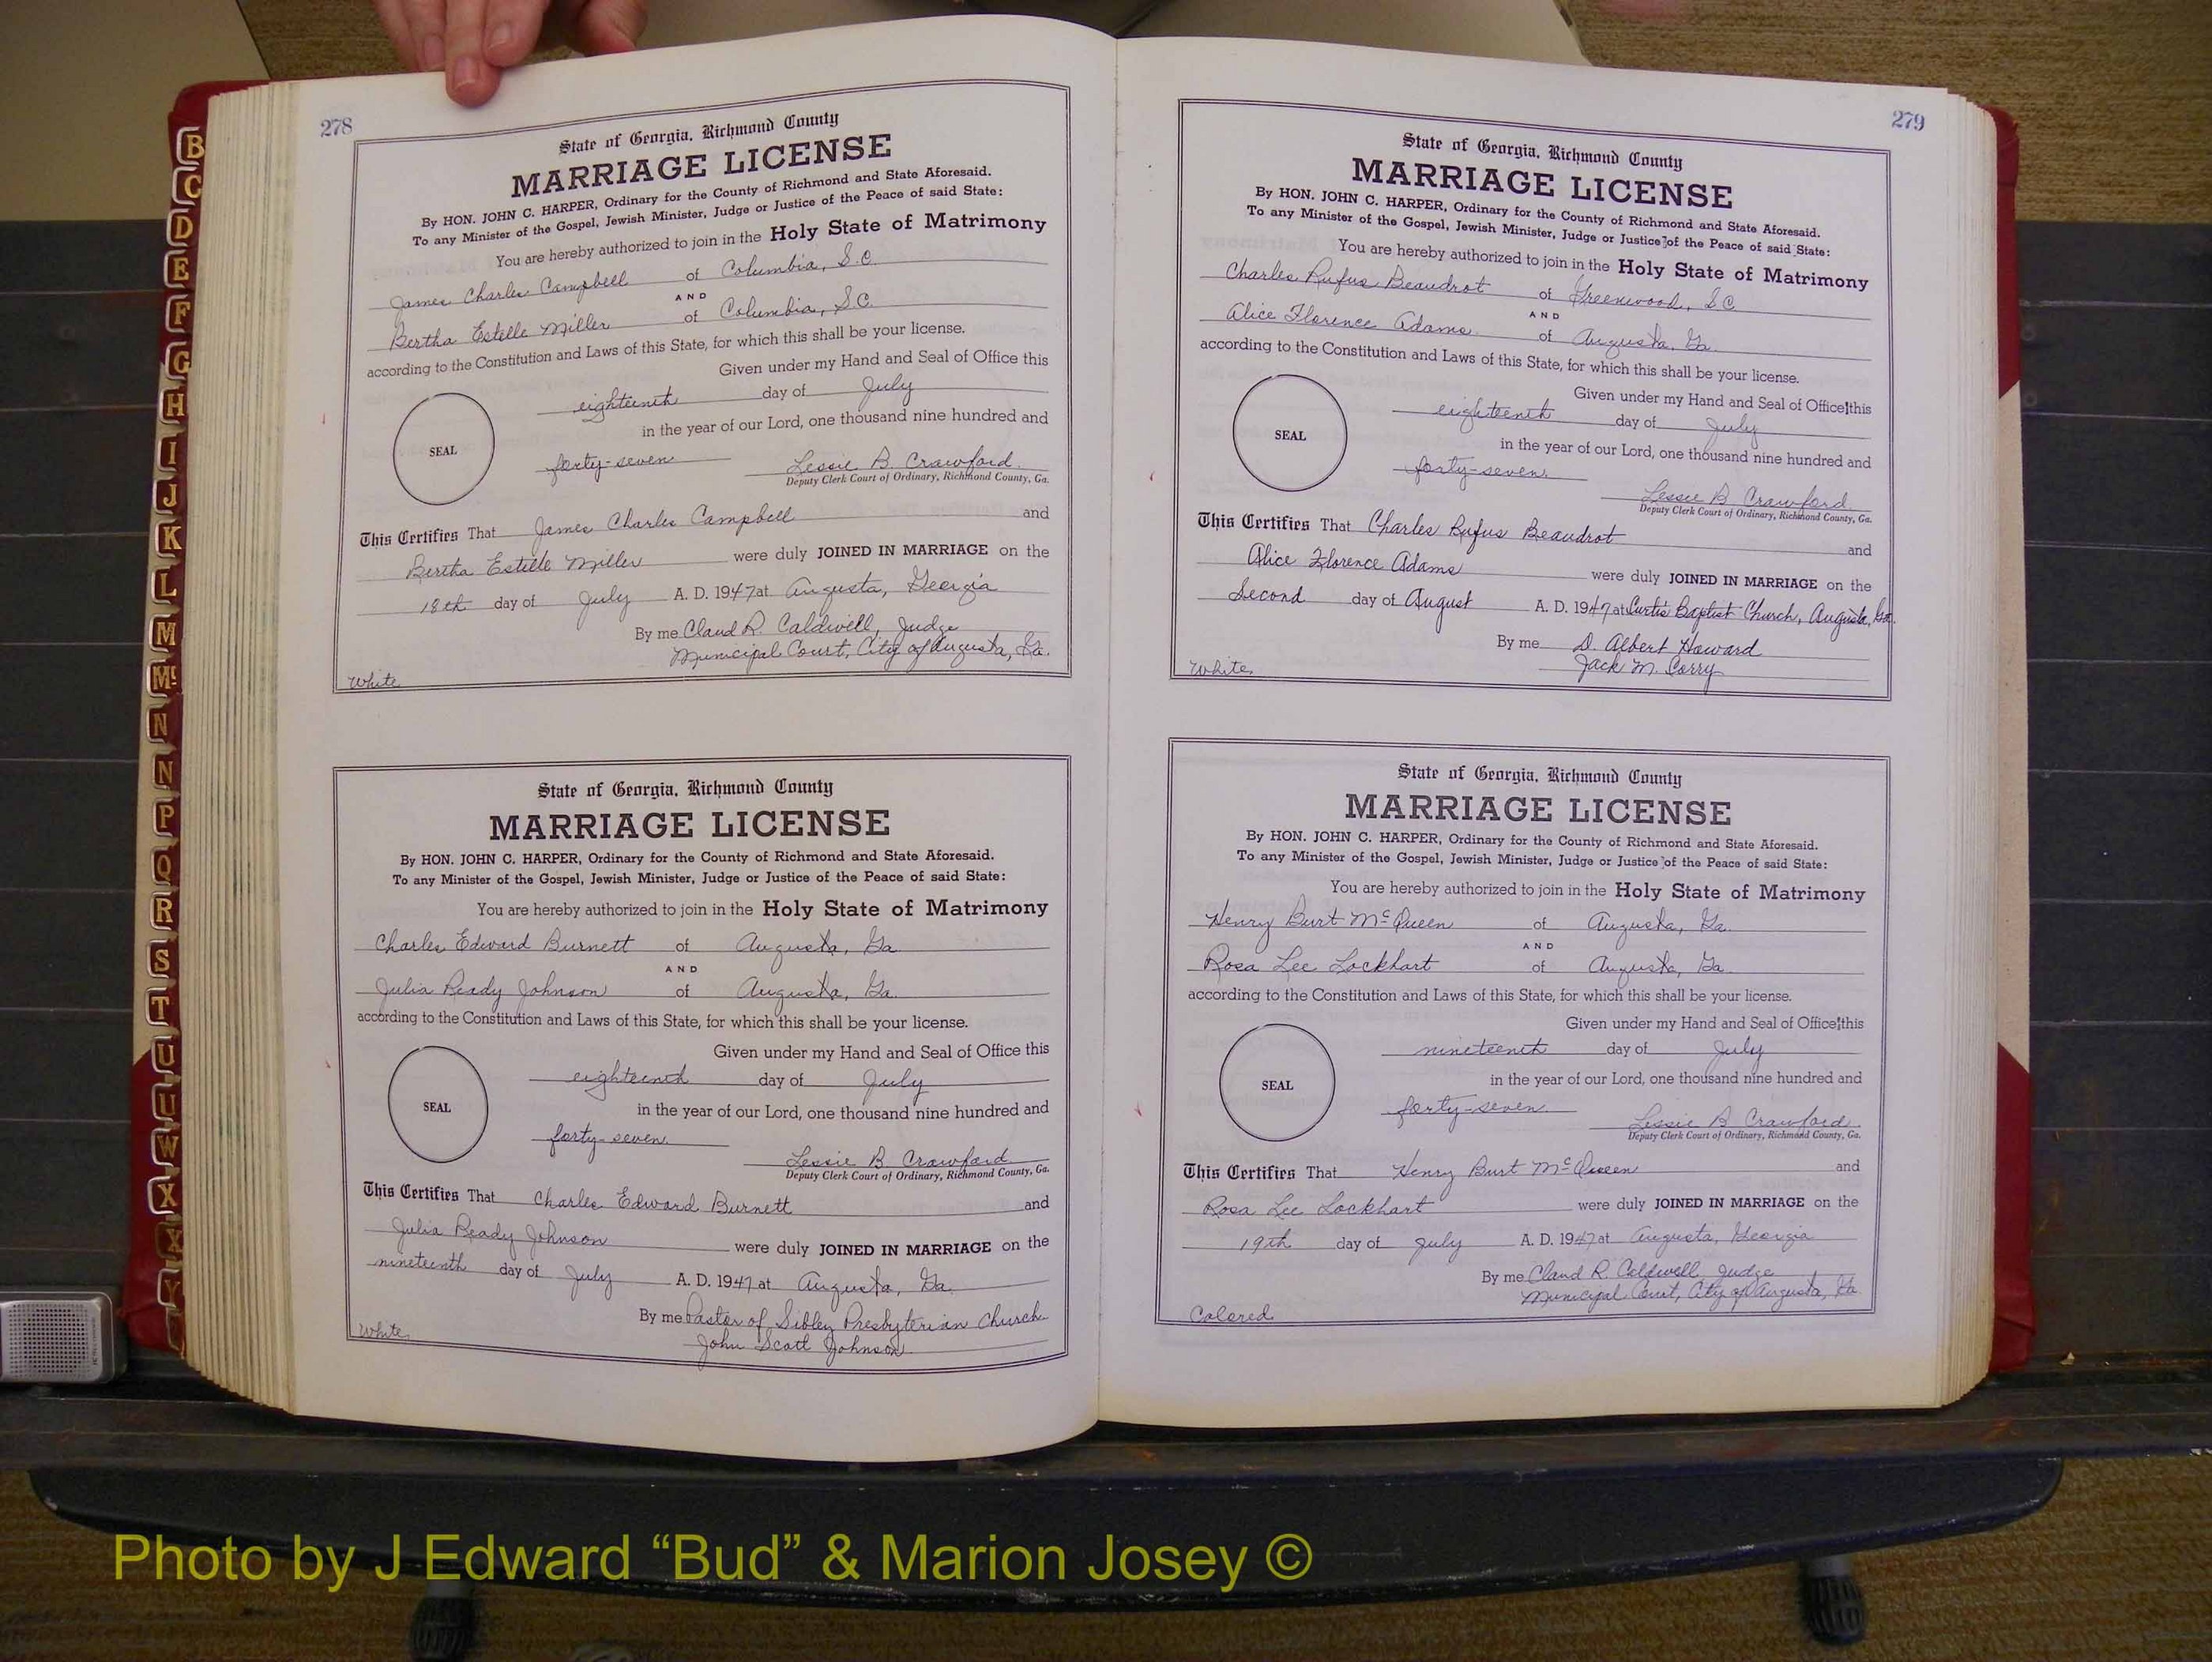 B
C
D
E
F
G
H
I
J
K
L
M
Mc
N
N
P
Q
R
S
T
U
U
W
X
X
Y
278
State of Georgia, Richmond County
MARRIAGE LICENSE
By HON. JOHN C. HARPER, Ordinary for the County of Richmond and State Aforesaid.
To any Minister of the Gospel, Jewish Minister, Judge or Justice of the Peace of said State:
You are hereby authorized to join in the Holy State of Matrimony
James Charles Campbell of Columbia, S.C.
AND
Bertha Estelle Miller of Columbia, S.C.
according to the Constitution and Laws of this State, for which this shall be your license.
Given under my Hand and Seal of Office this
eighteenth day of July
in the year of our Lord, one thousand nine hundred and
SEAL
forty-seven Lessie B. Crawford
Deputy Clerk Court of Ordinary, Richmond County, Ga.
This Certifies That James Charles Campbell and
Bertha Estelle Miller were duly JOINED IN MARRIAGE on the
18th day of July A. D. 1947 at Augusta, Georgia
By me Claud R. Caldwell, Judge
Municipal Court, City of Augusta, Ga.
White
State of Georgia, Richmond County
MARRIAGE LICENSE
By HON. JOHN C. HARPER, Ordinary for the County of Richmond and State Aforesaid.
To any Minister of the Gospel, Jewish Minister, Judge or Justice of the Peace of said State:
You are hereby authorized to join in the Holy State of Matrimony
Charles Edward Burnett of Augusta, Ga.
AND
Julia Ready Johnson of Augusta, Ga.
according to the Constitution and Laws of this State, for which this shall be your license.
Given under my Hand and Seal of Office this
eighteenth day of July
SEAL
in the year of our Lord, one thousand nine hundred and
forty-seven Lessie B. Crawford
Deputy Clerk Court of Ordinary, Richmond County, Ga.
This Certifies That Charles Edward Burnett and
Julia Ready Johnson were duly JOINED IN MARRIAGE on the
nineteenth day of July A. D. 1947 at Augusta, Ga.
By me Pastor of Sibley Presbyterian Church
John Scott Johnson
White
279
State of Georgia, Richmond County
MARRIAGE LICENSE
By HON. JOHN C. HARPER, Ordinary for the County of Richmond and State Aforesaid.
To any Minister of the Gospel, Jewish Minister, Judge or Justice of the Peace of said State:
You are hereby authorized to join in the Holy State of Matrimony
Charles Rufus Beaudrot of Greenwood, S.C.
AND
Alice Florence Adams of Augusta, Ga.
according to the Constitution and Laws of this State, for which this shall be your license.
Given under my Hand and Seal of Office this
eighteenth day of July
SEAL
in the year of our Lord, one thousand nine hundred and
forty-seven Lessie B. Crawford
Deputy Clerk Court of Ordinary, Richmond County, Ga.
This Certifies That Charles Rufus Beaudrot and
Alice Florence Adams were duly JOINED IN MARRIAGE on the
Second day of August A. D. 1947 at Curtis Baptist Church, Augusta, Ga.
By me D. Albert Howard
Jack M. Corry
White
State of Georgia, Richmond County
MARRIAGE LICENSE
By HON. JOHN C. HARPER, Ordinary for the County of Richmond and State Aforesaid.
To any Minister of the Gospel, Jewish Minister, Judge or Justice of the Peace of said State:
You are hereby authorized to join in the Holy State of Matrimony
Henry Burt McQueen of Augusta, Ga.
AND
Rosa Lee Lockhart of Augusta, Ga.
according to the Constitution and Laws of this State, for which this shall be your license.
Given under my Hand and Seal of Office this
nineteenth day of July
SEAL
in the year of our Lord, one thousand nine hundred and
forty-seven Lessie B. Crawford
Deputy Clerk Court of Ordinary, Richmond County, Ga.
This Certifies That Henry Burt McQueen and
Rosa Lee Lockhart were duly JOINED IN MARRIAGE on the
19th day of July A. D. 1947 at Augusta, Georgia
By me Claud R. Caldwell, Judge
Municipal Court, City of Augusta, Ga.
Colored
Photo by J Edward “Bud” & Marion Josey ©